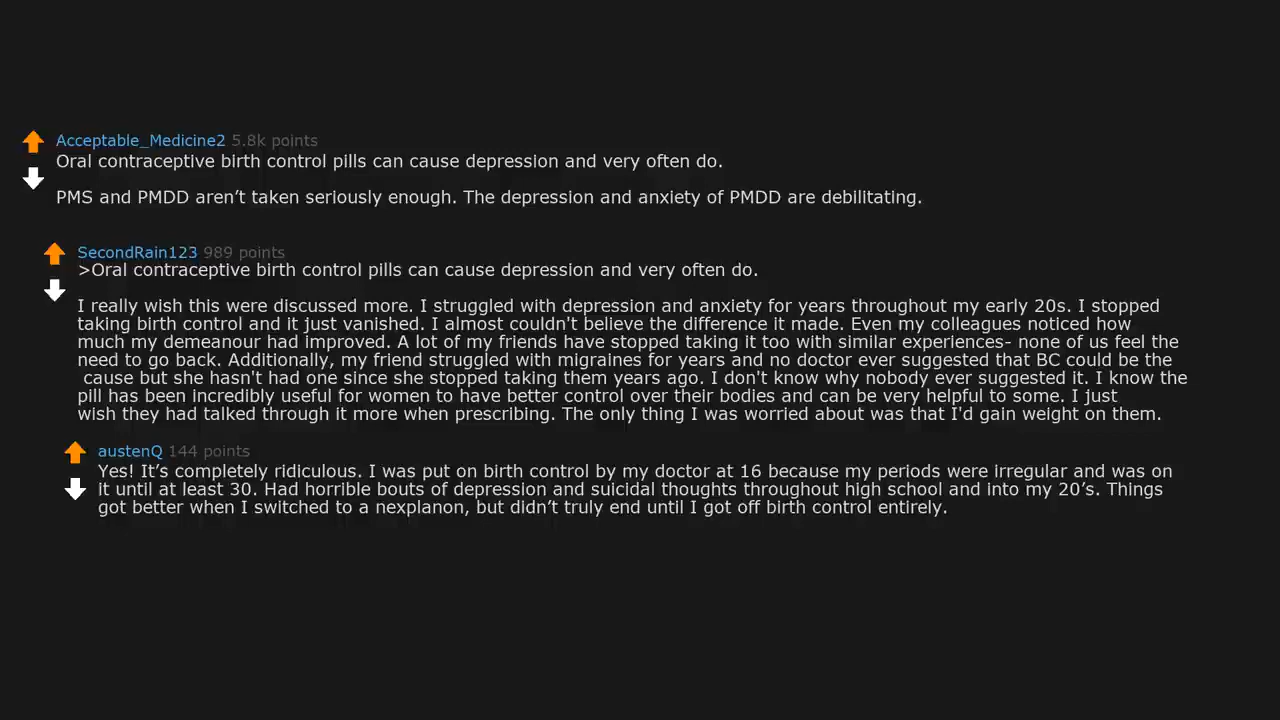 Acceptable_Medicine2 5.8k points
Oral contraceptive birth control pills can cause depression and very often do.
PMS and PMDD aren’t taken seriously enough. The depression and anxiety of PMDD are debilitating.
SecondRain123 989 points
>Oral contraceptive birth control pills can cause depression and very often do.
I really wish this were discussed more. I struggled with depression and anxiety for years throughout my early 20s. I stopped
taking birth control and it just vanished. I almost couldn't believe the difference it made. Even my colleagues noticed how
much my demeanour had improved. A lot of my friends have stopped taking it too with similar experiences- none of us feel the
need to go back. Additionally, my friend struggled with migraines for years and no doctor ever suggested that BC could be the
cause but she hasn't had one since she stopped taking them years ago. I don't know why nobody ever suggested it. I know the
pill has been incredibly useful for women to have better control over their bodies and can be very helpful to some. I just
wish they had talked through it more when prescribing. The only thing I was worried about was that I'd gain weight on them.
austenQ 144 points
Yes! It’s completely ridiculous. I was put on birth control by my doctor at 16 because my periods were irregular and was on
it until at least 30. Had horrible bouts of depression and suicidal thoughts throughout high school and into my 20’s. Things
got better when I switched to a nexplanon, but didn’t truly end until I got off birth control entirely.